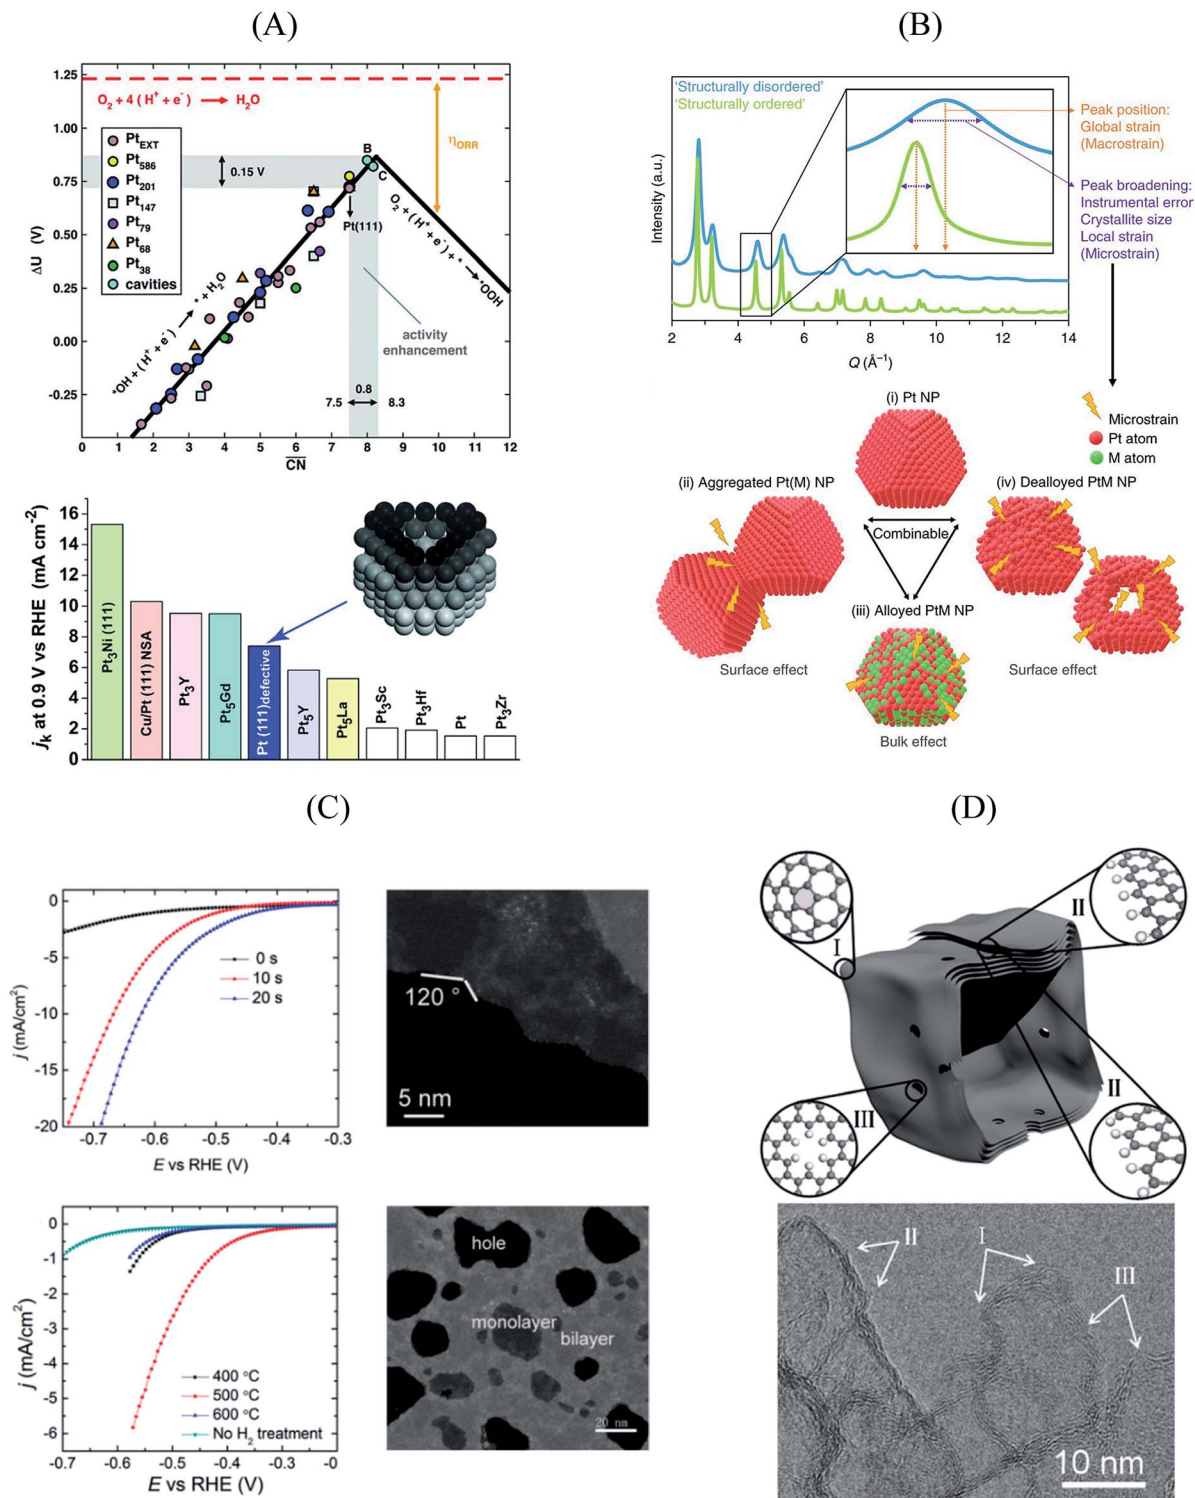 (A)
1.25
1.00
0.75
0.50
0.25
0.00
-0.25
ΔU (V)
O2 + 4 ( H+ + e-) → H2O
PtEXT
Pt586
Pt201
Pt147
Pt79
Pt68
Pt38
cavities
0.15 V
B
C
ηORR
Pt(111)
O2 + (H+ + e-) + * → *OOH
*OH + (H+ + e-) → * + H2O
activity
enhancement
0.8
7.5
8.3
0 1 2 3 4 5 6 7 8 9 10 11 12
CN
jk at 0.9 V vs RHE (mA cm-2)
16
14
12
10
8
6
4
2
0
Pt3Ni (111)
Cu/Pt (111) NSA
Pt3Y
Pt5Gd
Pt (111)defective
Pt5Y
Pt5La
Pt3Sc
Pt3Hf
Pt
Pt3Zr
(B)
'Structurally disordered'
'Structurally ordered'
Intensity (a.u.)
2 4 6 8 10 12 14
Q (Å-1)
Peak position:
Global strain
(Macrostrain)
Peak broadening:
Instrumental error
Crystallite size
Local strain
(Microstrain)
(i) Pt NP
Microstrain
Pt atom
M atom
(ii) Aggregated Pt(M) NP
(iv) Dealloyed PtM NP
Combinable
(iii) Alloyed PtM NP
Surface effect
Surface effect
Bulk effect
(C)
0
-5
-10
-15
-20
j (mA/cm2)
0 s
10 s
20 s
-0.7 -0.6 -0.5 -0.4 -0.3
E vs RHE (V)
120 °
5 nm
0
-1
-2
-3
-4
-5
-6
j (mA/cm2)
400 °C
500 °C
600 °C
No H2 treatment
-0.7 -0.6 -0.5 -0.4 -0.3 -0.2 -0.1 -0
E vs RHE (V)
hole
monolayer
bilayer
20 nm
(D)
I
II
II
III
II
I
III
10 nm